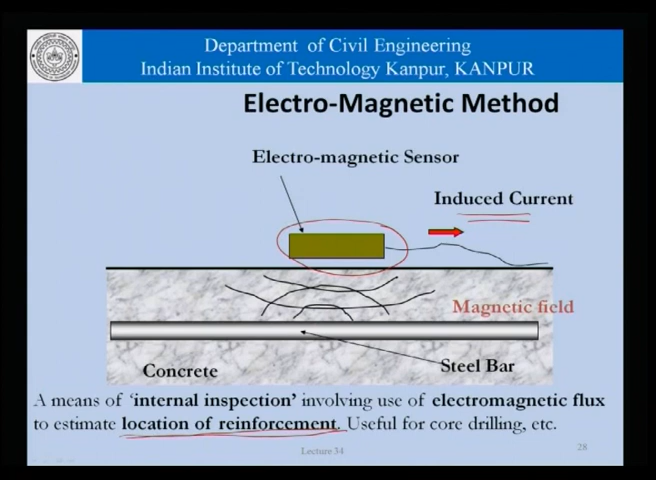 Department of Civil Engineering
Indian Institute of Technology Kanpur, KANPUR
Electro-Magnetic Method
Electro-magnetic Sensor
Induced Current
Magnetic field
Steel Bar
Concrete
A means of ‘internal inspection’ involving use of electromagnetic flux
to estimate location of reinforcement. Useful for core drilling, etc.
Lecture 34
28